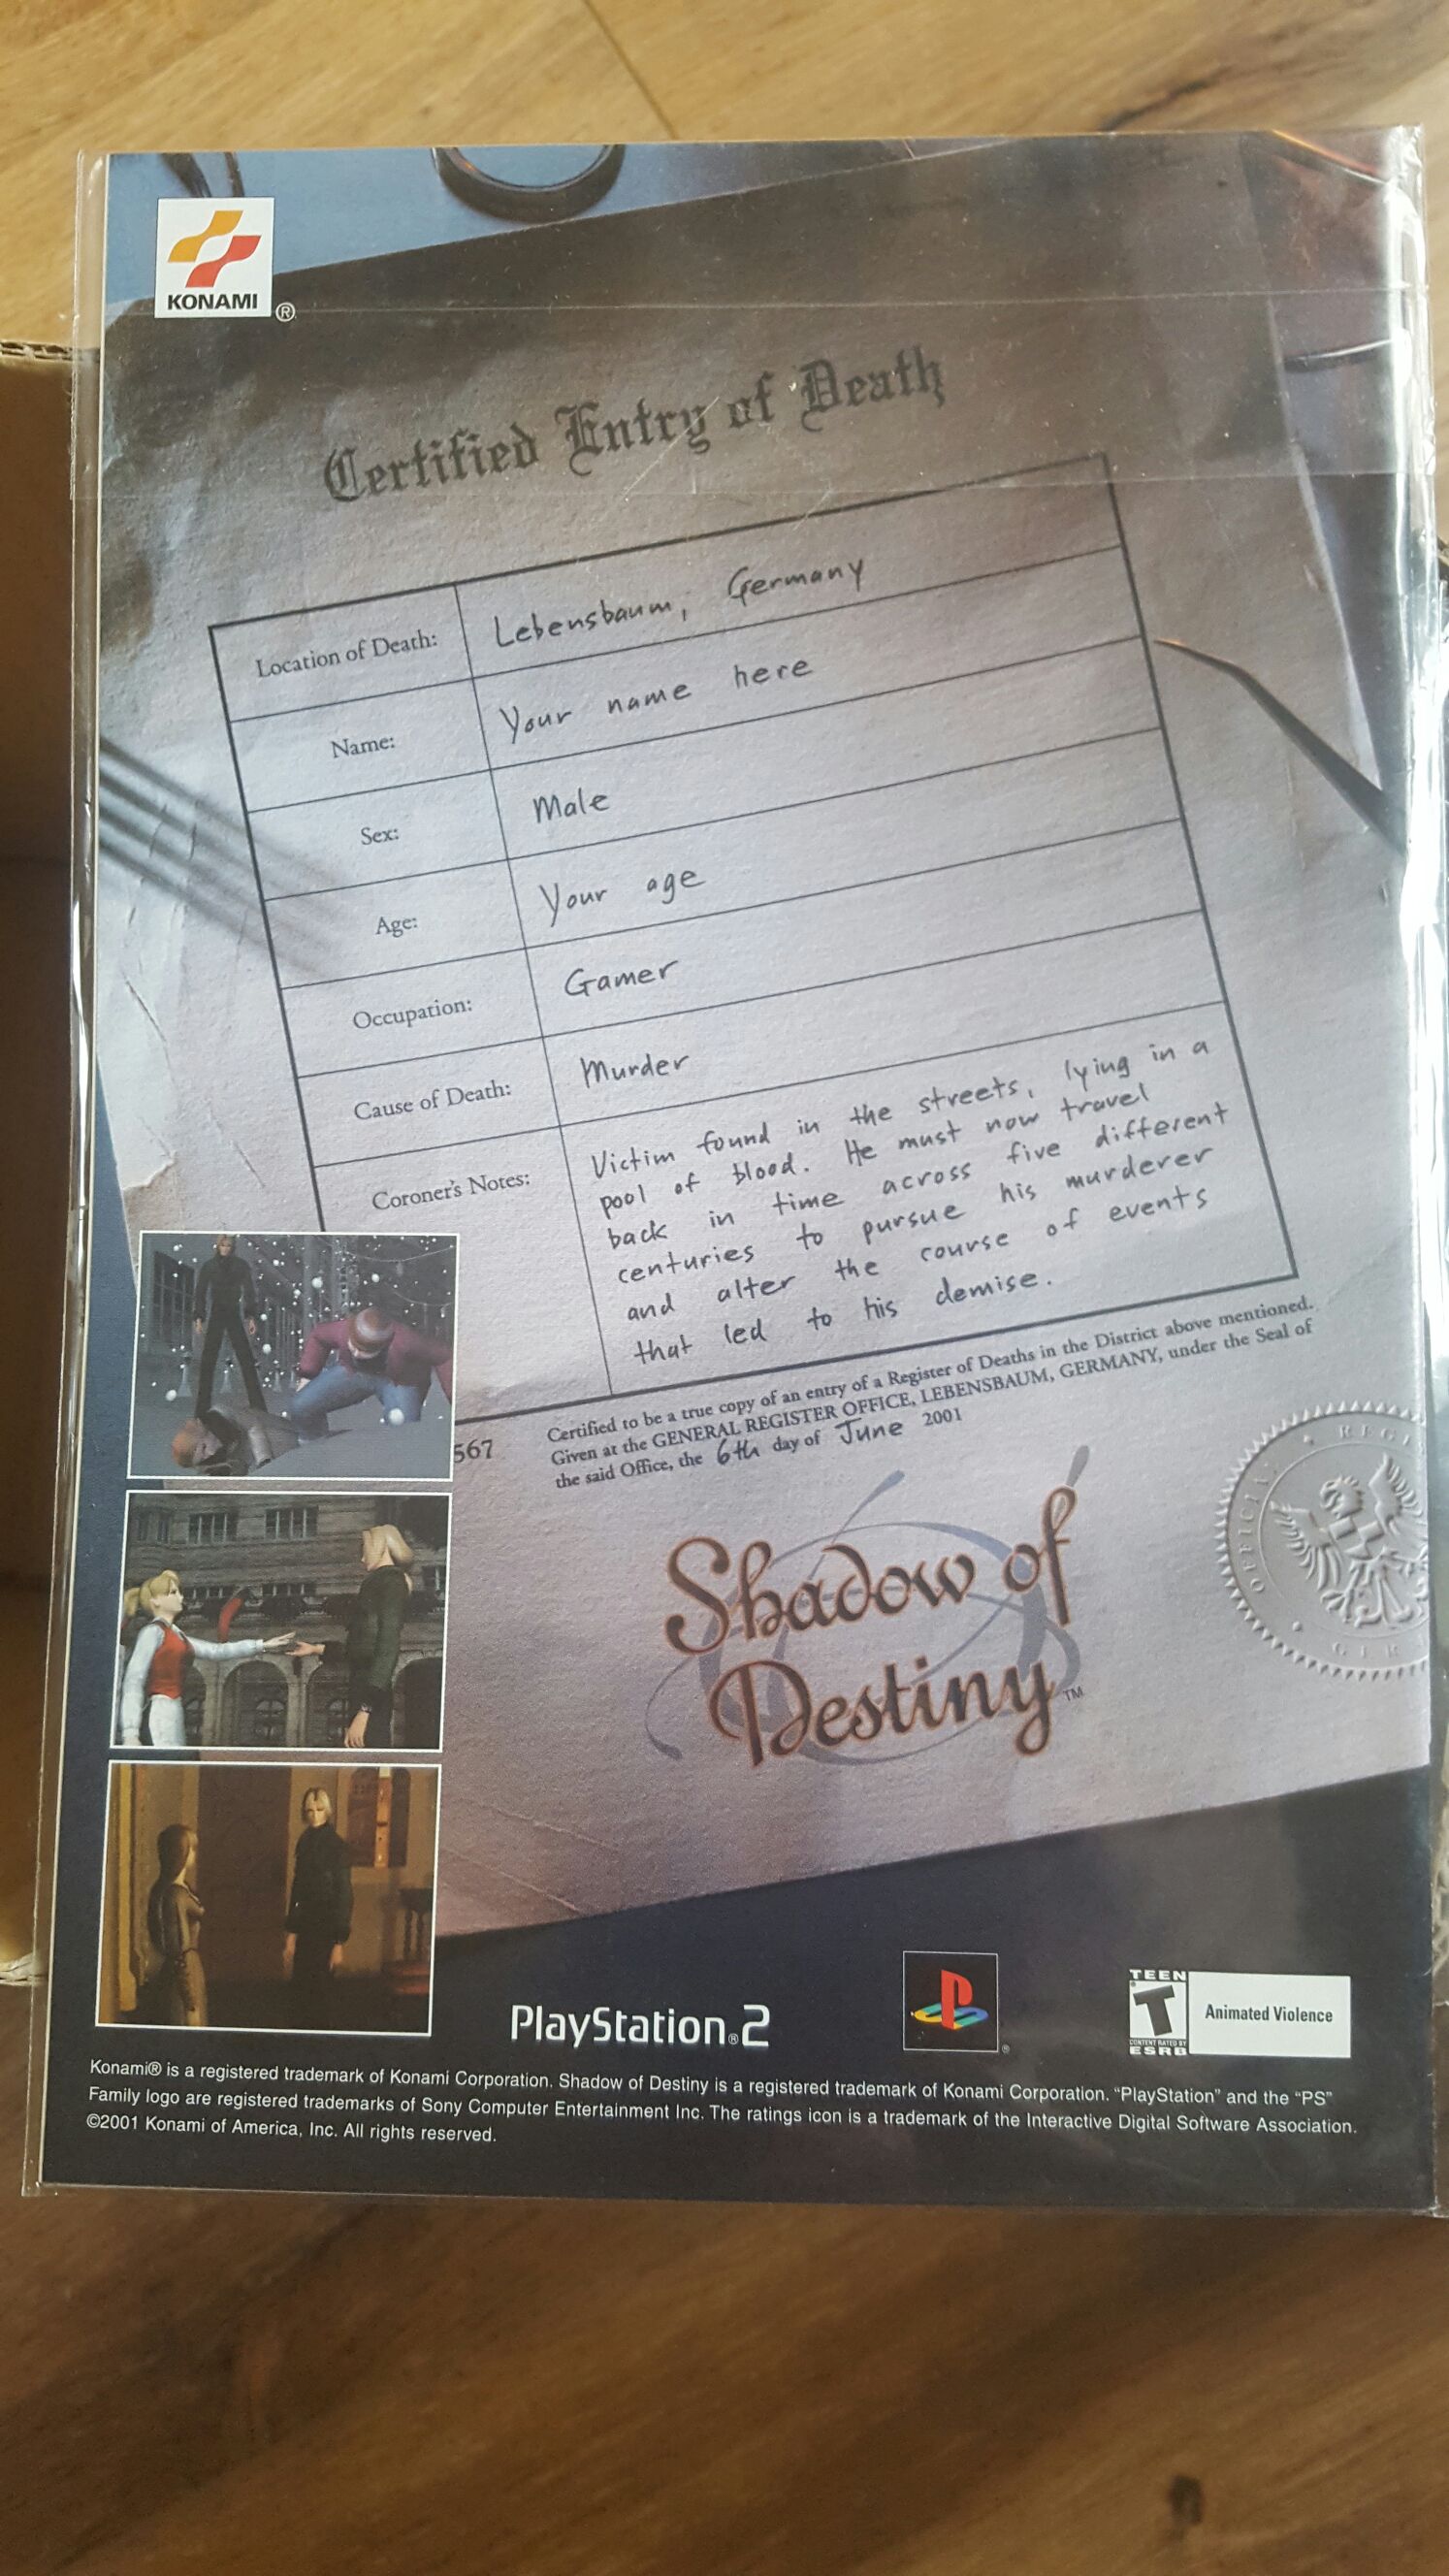 KONAMI ®
Certified Entry of Death
Location of Death: Lebensbaum, Germany
Name: Your name here
Sex: Male
Age: Your age
Occupation: Gamer
Cause of Death: Murder
Coroner's Notes: Victim found in the streets, lying in a
pool of blood. He must now travel
back in time across five different
centuries to pursue his murderer
and alter the course of events
that led to his demise.
567
Certified to be a true copy of an entry of a Register of Deaths in the District above mentioned.
Given at the GENERAL REGISTER OFFICE, LEBENSBAUM, GERMANY, under the Seal of
the said Office, the 6th day of June 2001
OFFICIAL
Shadow of
Destiny™
PlayStation®2
®
TEEN
T
CONTENT RATED BY
ESRB
Animated Violence
Konami® is a registered trademark of Konami Corporation. Shadow of Destiny is a registered trademark of Konami Corporation. "PlayStation" and the "PS"
Family logo are registered trademarks of Sony Computer Entertainment Inc. The ratings icon is a trademark of the Interactive Digital Software Association.
©2001 Konami of America, Inc. All rights reserved.